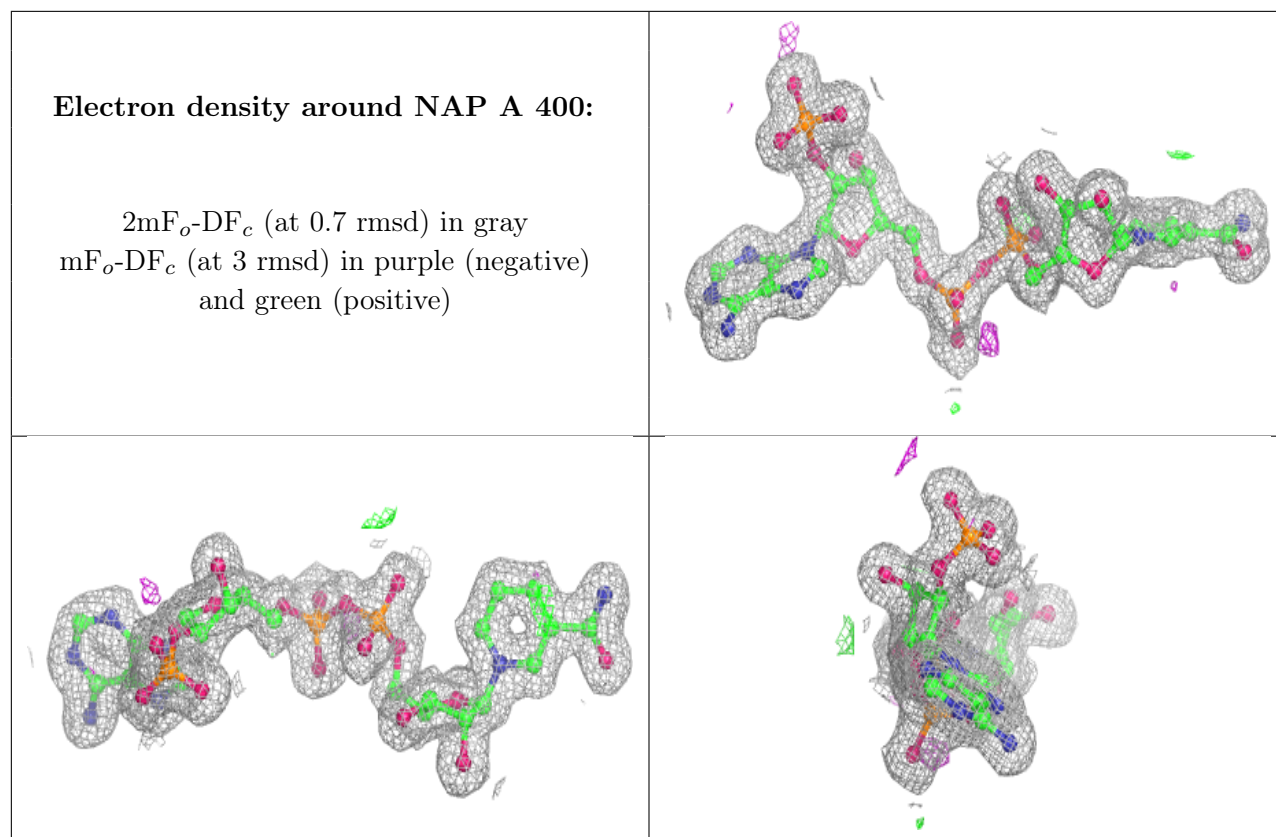 Electron density around NAP A 400:
2mFo-DFc (at 0.7 rmsd) in gray
mFo-DFc (at 3 rmsd) in purple (negative)
and green (positive)